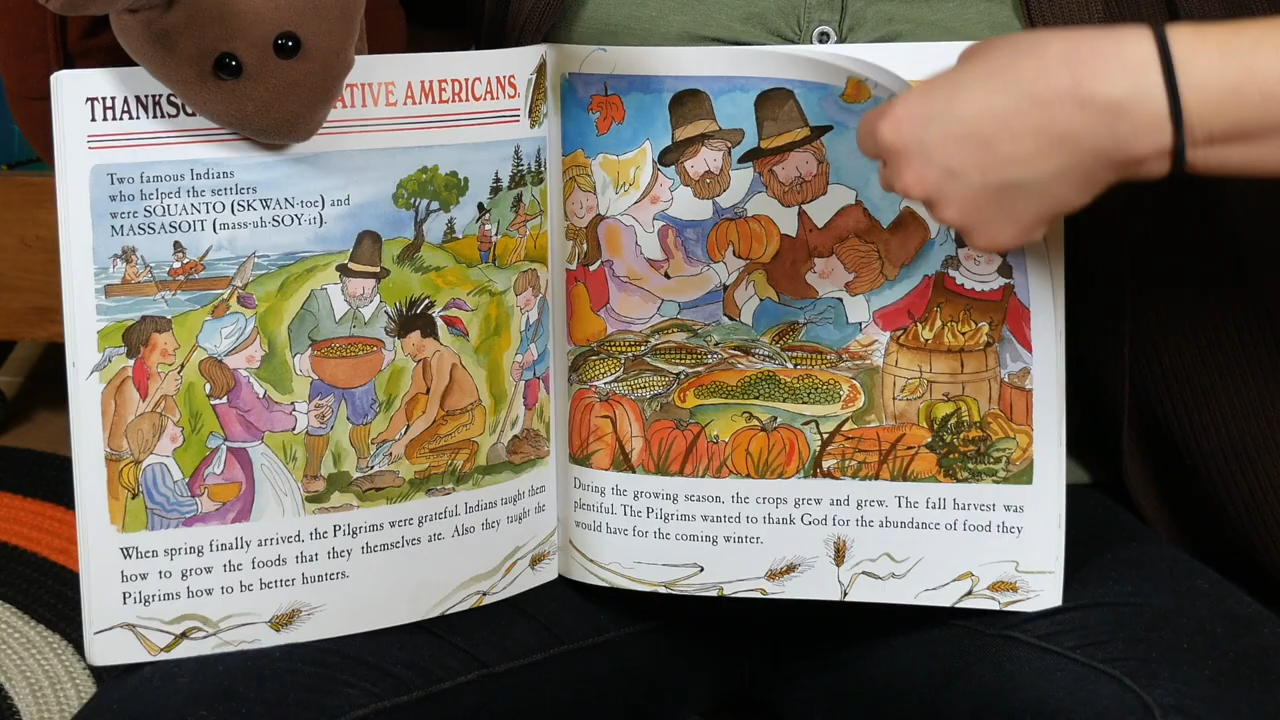 THANKS ATIVE AMERICANS.
Two famous Indians
who helped the settlers
were SQUANTO (SKWAN-toe) and
MASSASOIT (mass-uh-SOY-it).
When spring finally arrived, the Pilgrims were grateful. Indians taught them
how to grow the foods that they themselves ate. Also they taught the
Pilgrims how to be better hunters.
During the growing season, the crops grew and grew. The fall harvest was
plentiful. The Pilgrims wanted to thank God for the abundance of food they
would have for the coming winter.